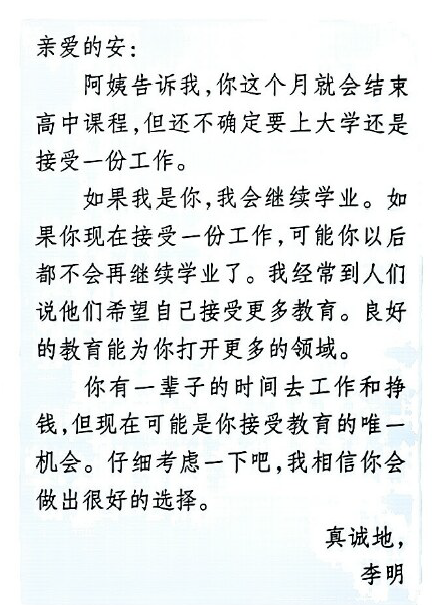 亲爱的安：
阿姨告诉我，你这个月就会结束
高中课程，但还不确定要上大学还是
接受一份工作。
如果我是你，我会继续学业。如
果你现在接受一份工作，可能你以后
都不会再继续学业了。我经常到人们
说他们希望自己接受更多教育。良好
的教育能为你打开更多的领域。
你有一辈子的时间去工作和挣
钱，但现在可能是你接受教育的唯一
机会。仔细考虑一下吧，我相信你会
做出很好的选择。
真诚地，
李明